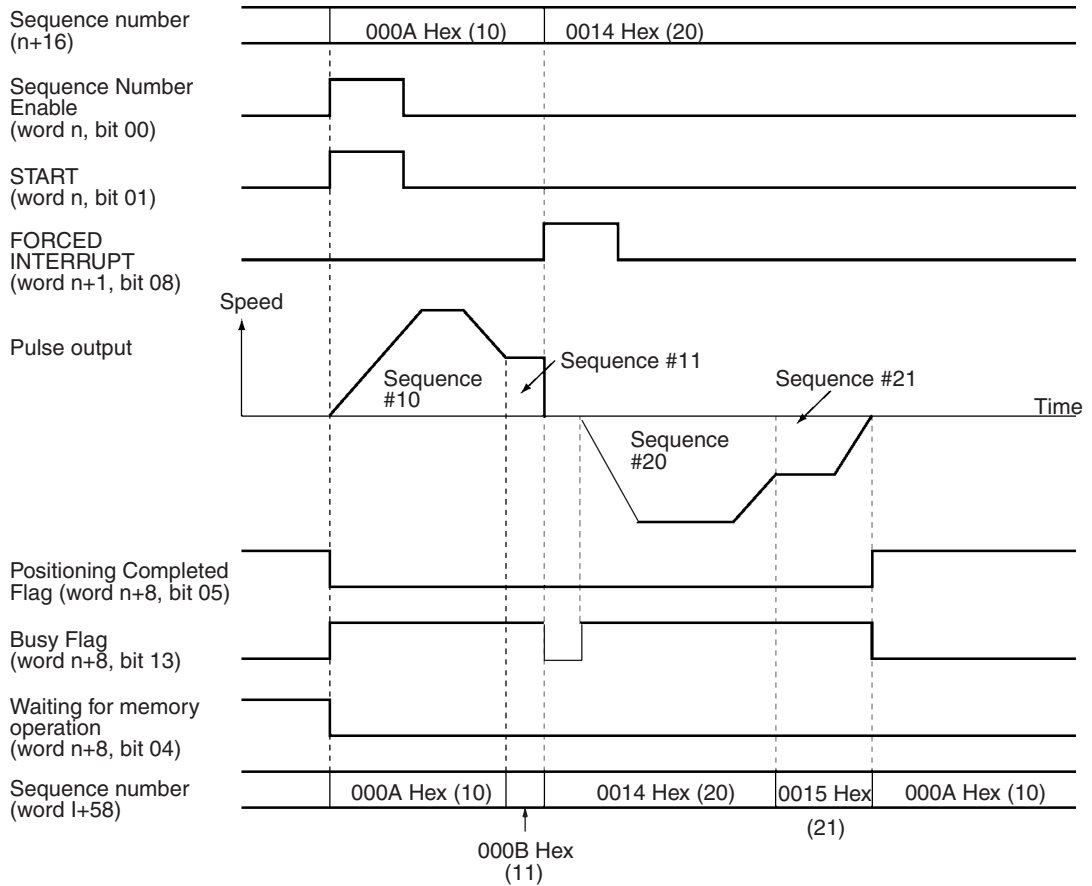 Sequence number
(n+16)
000A Hex (10)
0014 Hex (20)
Sequence Number
Enable
(word n, bit 00)
START
(word n, bit 01)
FORCED
INTERRUPT
(word n+1, bit 08)
Speed
Pulse output
Sequence
#10
Sequence #11
Sequence #21
Time
Sequence
#20
Positioning Completed
Flag (word n+8, bit 05)
Busy Flag
(word n+8, bit 13)
Waiting for memory
operation
(word n+8, bit 04)
Sequence number
(word I+58)
000A Hex (10)
0014 Hex (20)
0015 Hex
(21)
000A Hex (10)
000B Hex
(11)